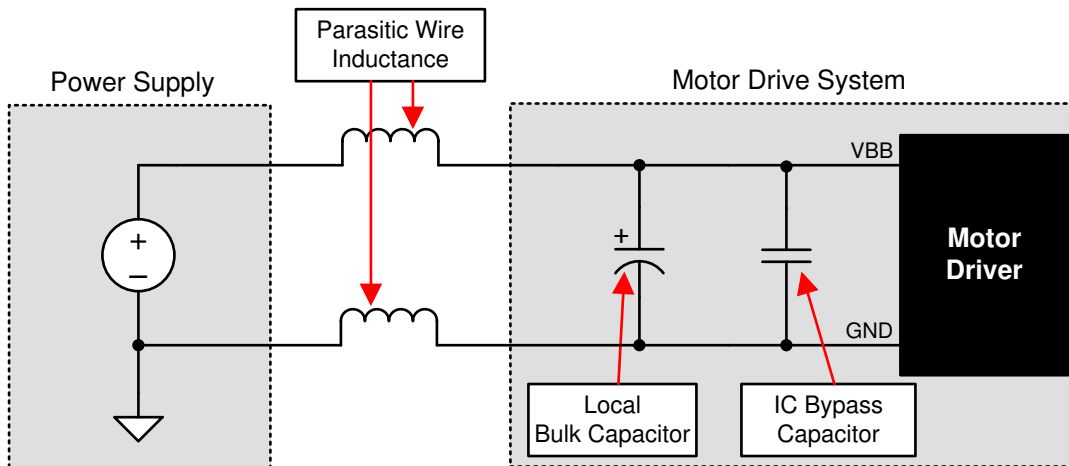 Parasitic Wire
Inductance
Power Supply
Motor Drive System
VBB
+
–
+
Motor
Driver
GND
Local
Bulk Capacitor
IC Bypass
Capacitor